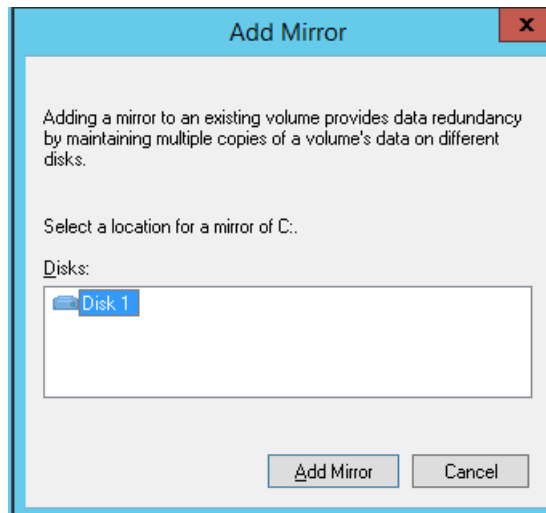 Add Mirror
x
Adding a mirror to an existing volume provides data redundancy
by maintaining multiple copies of a volume's data on different
disks.
Select a location for a mirror of C:.
Disks:
Disk 1
Add Mirror
Cancel